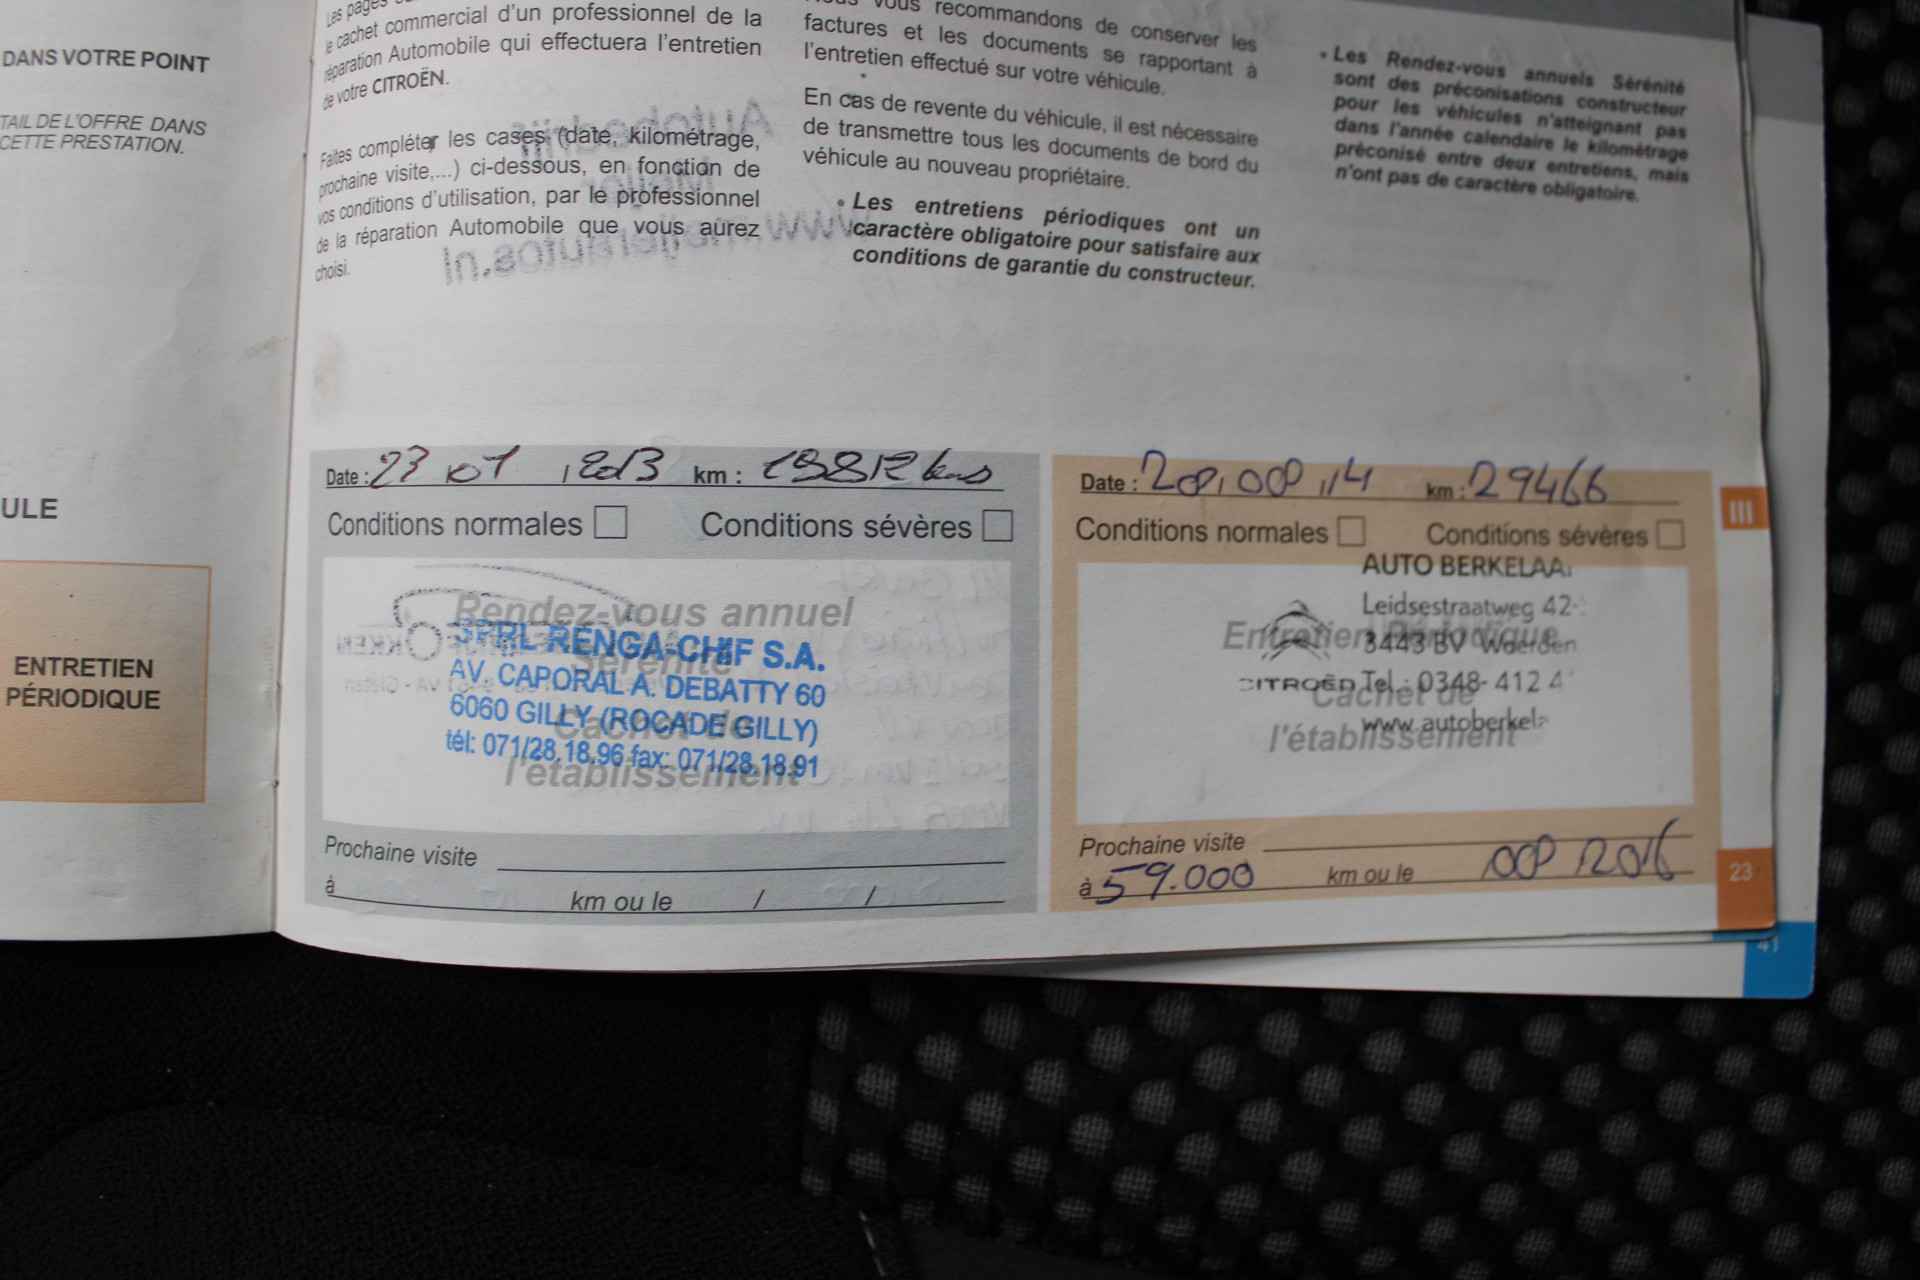 DANS VOTRE POINT
TAIL DE L'OFFRE DANS
CETTE PRESTATION.
ULE
ENTRETIEN
PÉRIODIQUE
Les pages
le cachet commercial d'un professionnel de la
réparation Automobile qui effectuera l'entretien
de votre CITROËN.
Faites compléter les cases (date, kilométrage,
prochaine visite,...) ci-dessous, en fonction de
vos conditions d'utilisation, par le professionnel
de la réparation Automobile que vous aurez
choisi.
vous recommandons de conserver les
factures et les documents se rapportant à
l'entretien effectué sur votre véhicule.
En cas de revente du véhicule, il est nécessaire
de transmettre tous les documents de bord du
véhicule au nouveau propriétaire.
• Les entretiens périodiques ont un
caractère obligatoire pour satisfaire aux
conditions de garantie du constructeur.
• Les Rendez-vous annuels Sérénité
sont des préconisations constructeur
pour les véhicules n'atteignant pas
dans l'année calendaire le kilométrage
préconisé entre deux entretiens, mais
n'ont pas de caractère obligatoire.
Date : 23 07 2013 km :
Conditions normales Conditions sévères
Rendez-vous annuel
Sérénité
Cachet de
l'établissement
SPRL RENGA-CHIF S.A.
AV. CAPORAL A. DEBATTY 60
6060 GILLY (ROCADE GILLY)
tél: 071/28.18.96 fax: 071/28.18.91
Prochaine visite
à km ou le / /
Date : 28, 08, 14 km : 29466
Conditions normales Conditions sévères
Entretien Périodique
Cachet de
l'établissement
AUTO BERKELAA
Leidsestraatweg 42-
3443 BV Woerden
CITROËN Tel.: 0348- 412 4
www.autoberkela
Prochaine visite
à 59.000 km ou le 08 2016
III
23
41